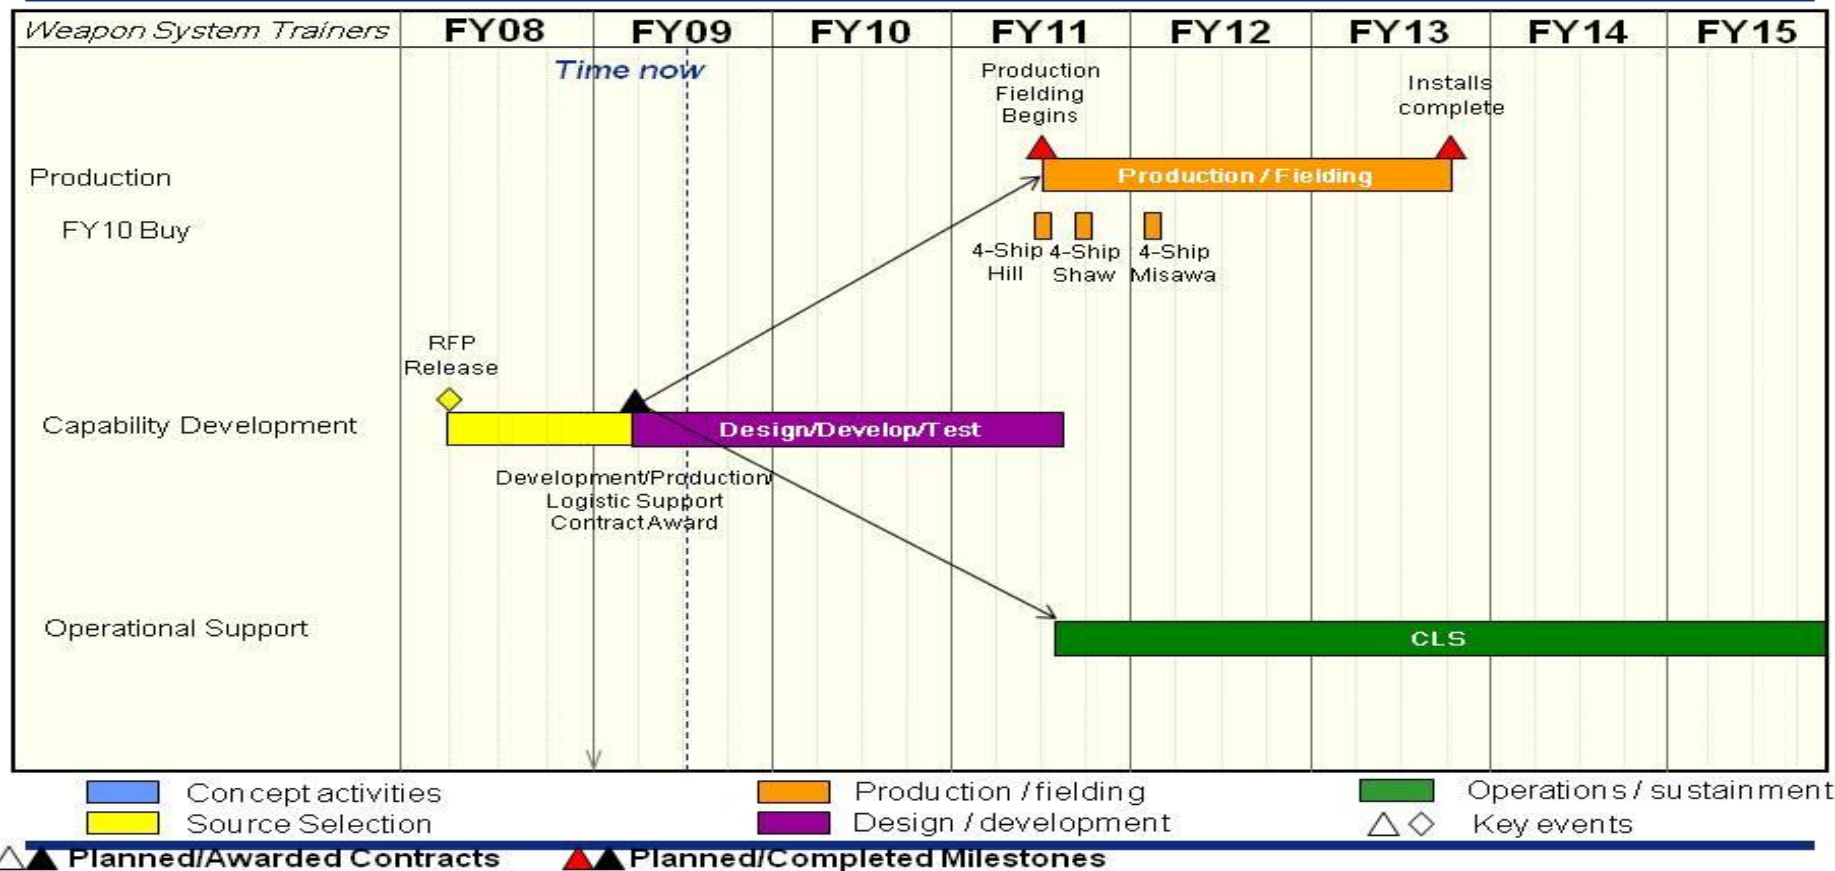 Weapon System Trainers FY08 FY09 FY10 FY11 FY12 FY13 FY14 FY15
Time now
Production
Fielding
Begins
Installs
complete
Production
Production / Fielding
FY10 Buy
4-Ship
Hill
4-Ship
Shaw
4-Ship
Misawa
RFP
Release
Capability Development
Design/Develop/Test
Development/Production/
Logistic Support
Contract Award
Operational Support
CLS
Concept activities
Production / fielding
Operations / sustainment
Source Selection
Design / development
Key events
Planned/Awarded Contracts
Planned/Completed Milestones